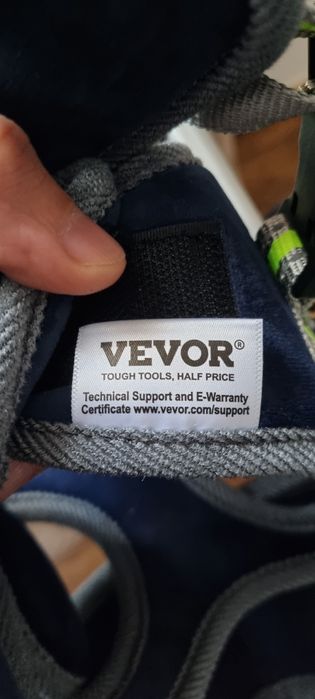 VEVOR®
TOUGH TOOLS, HALF PRICE
Technical Support and E-Warranty
Certificate www.vevor.com/support